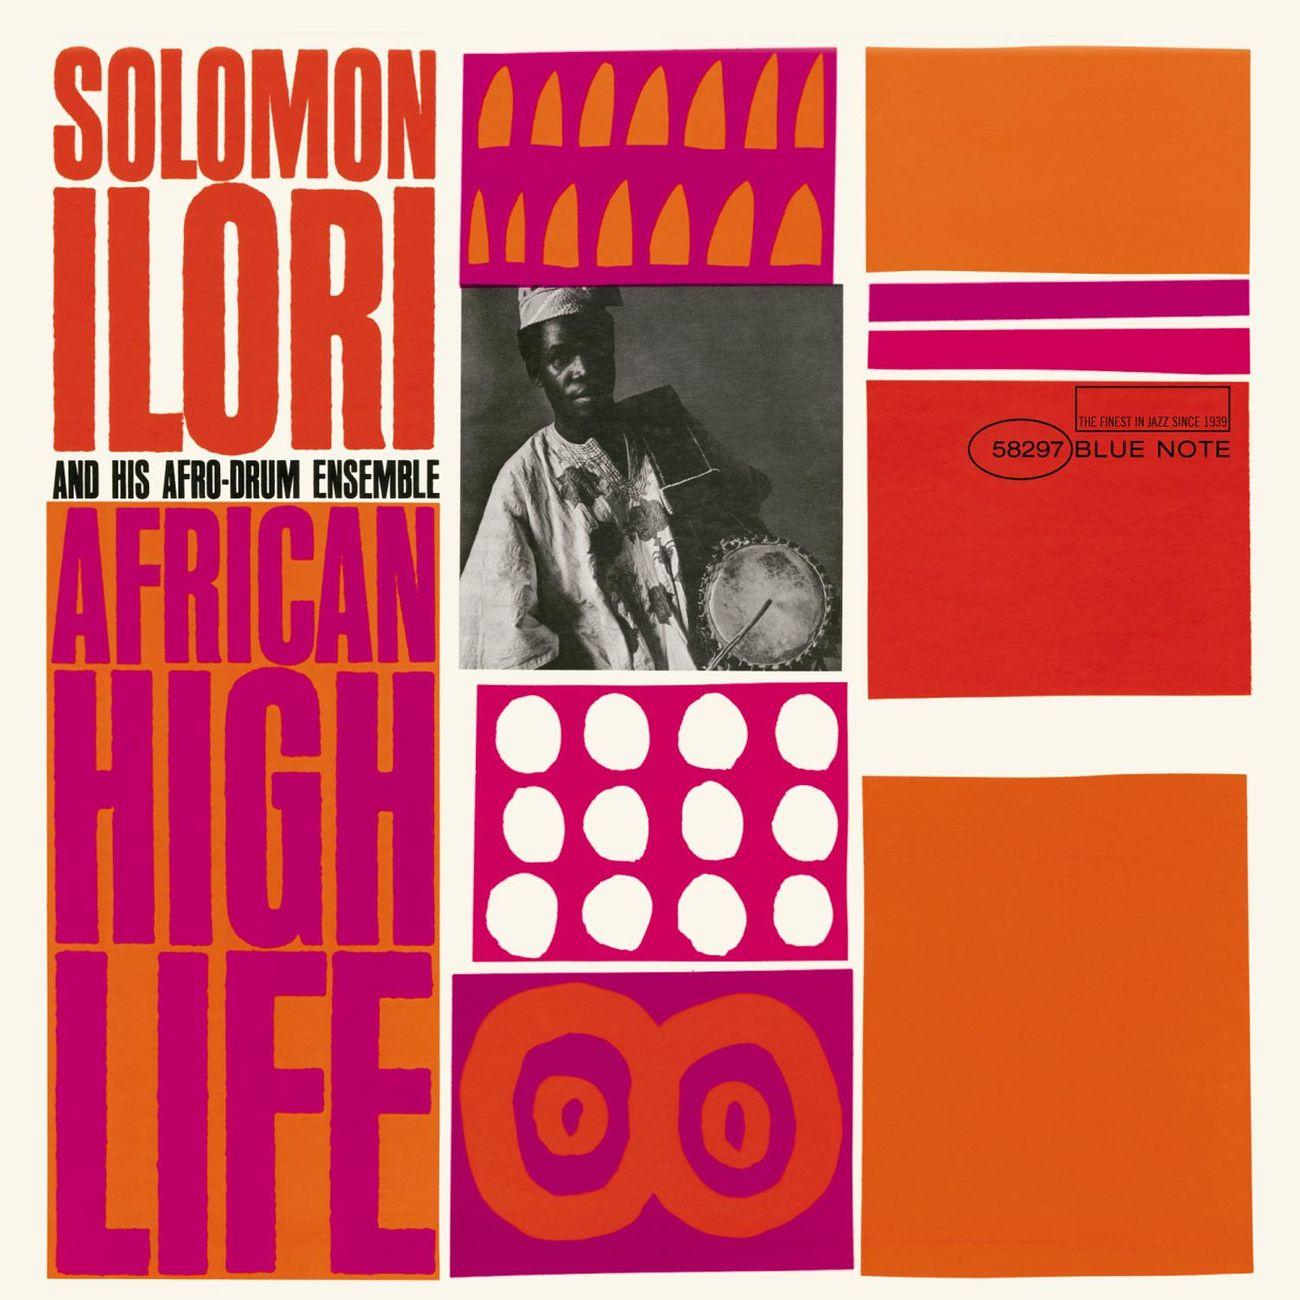 SOLOMON
ILORI
AND HIS AFRO-DRUM ENSEMBLE
AFRICAN
HIGH
LIFE
THE FINEST IN JAZZ SINCE 1939
58297 BLUE NOTE